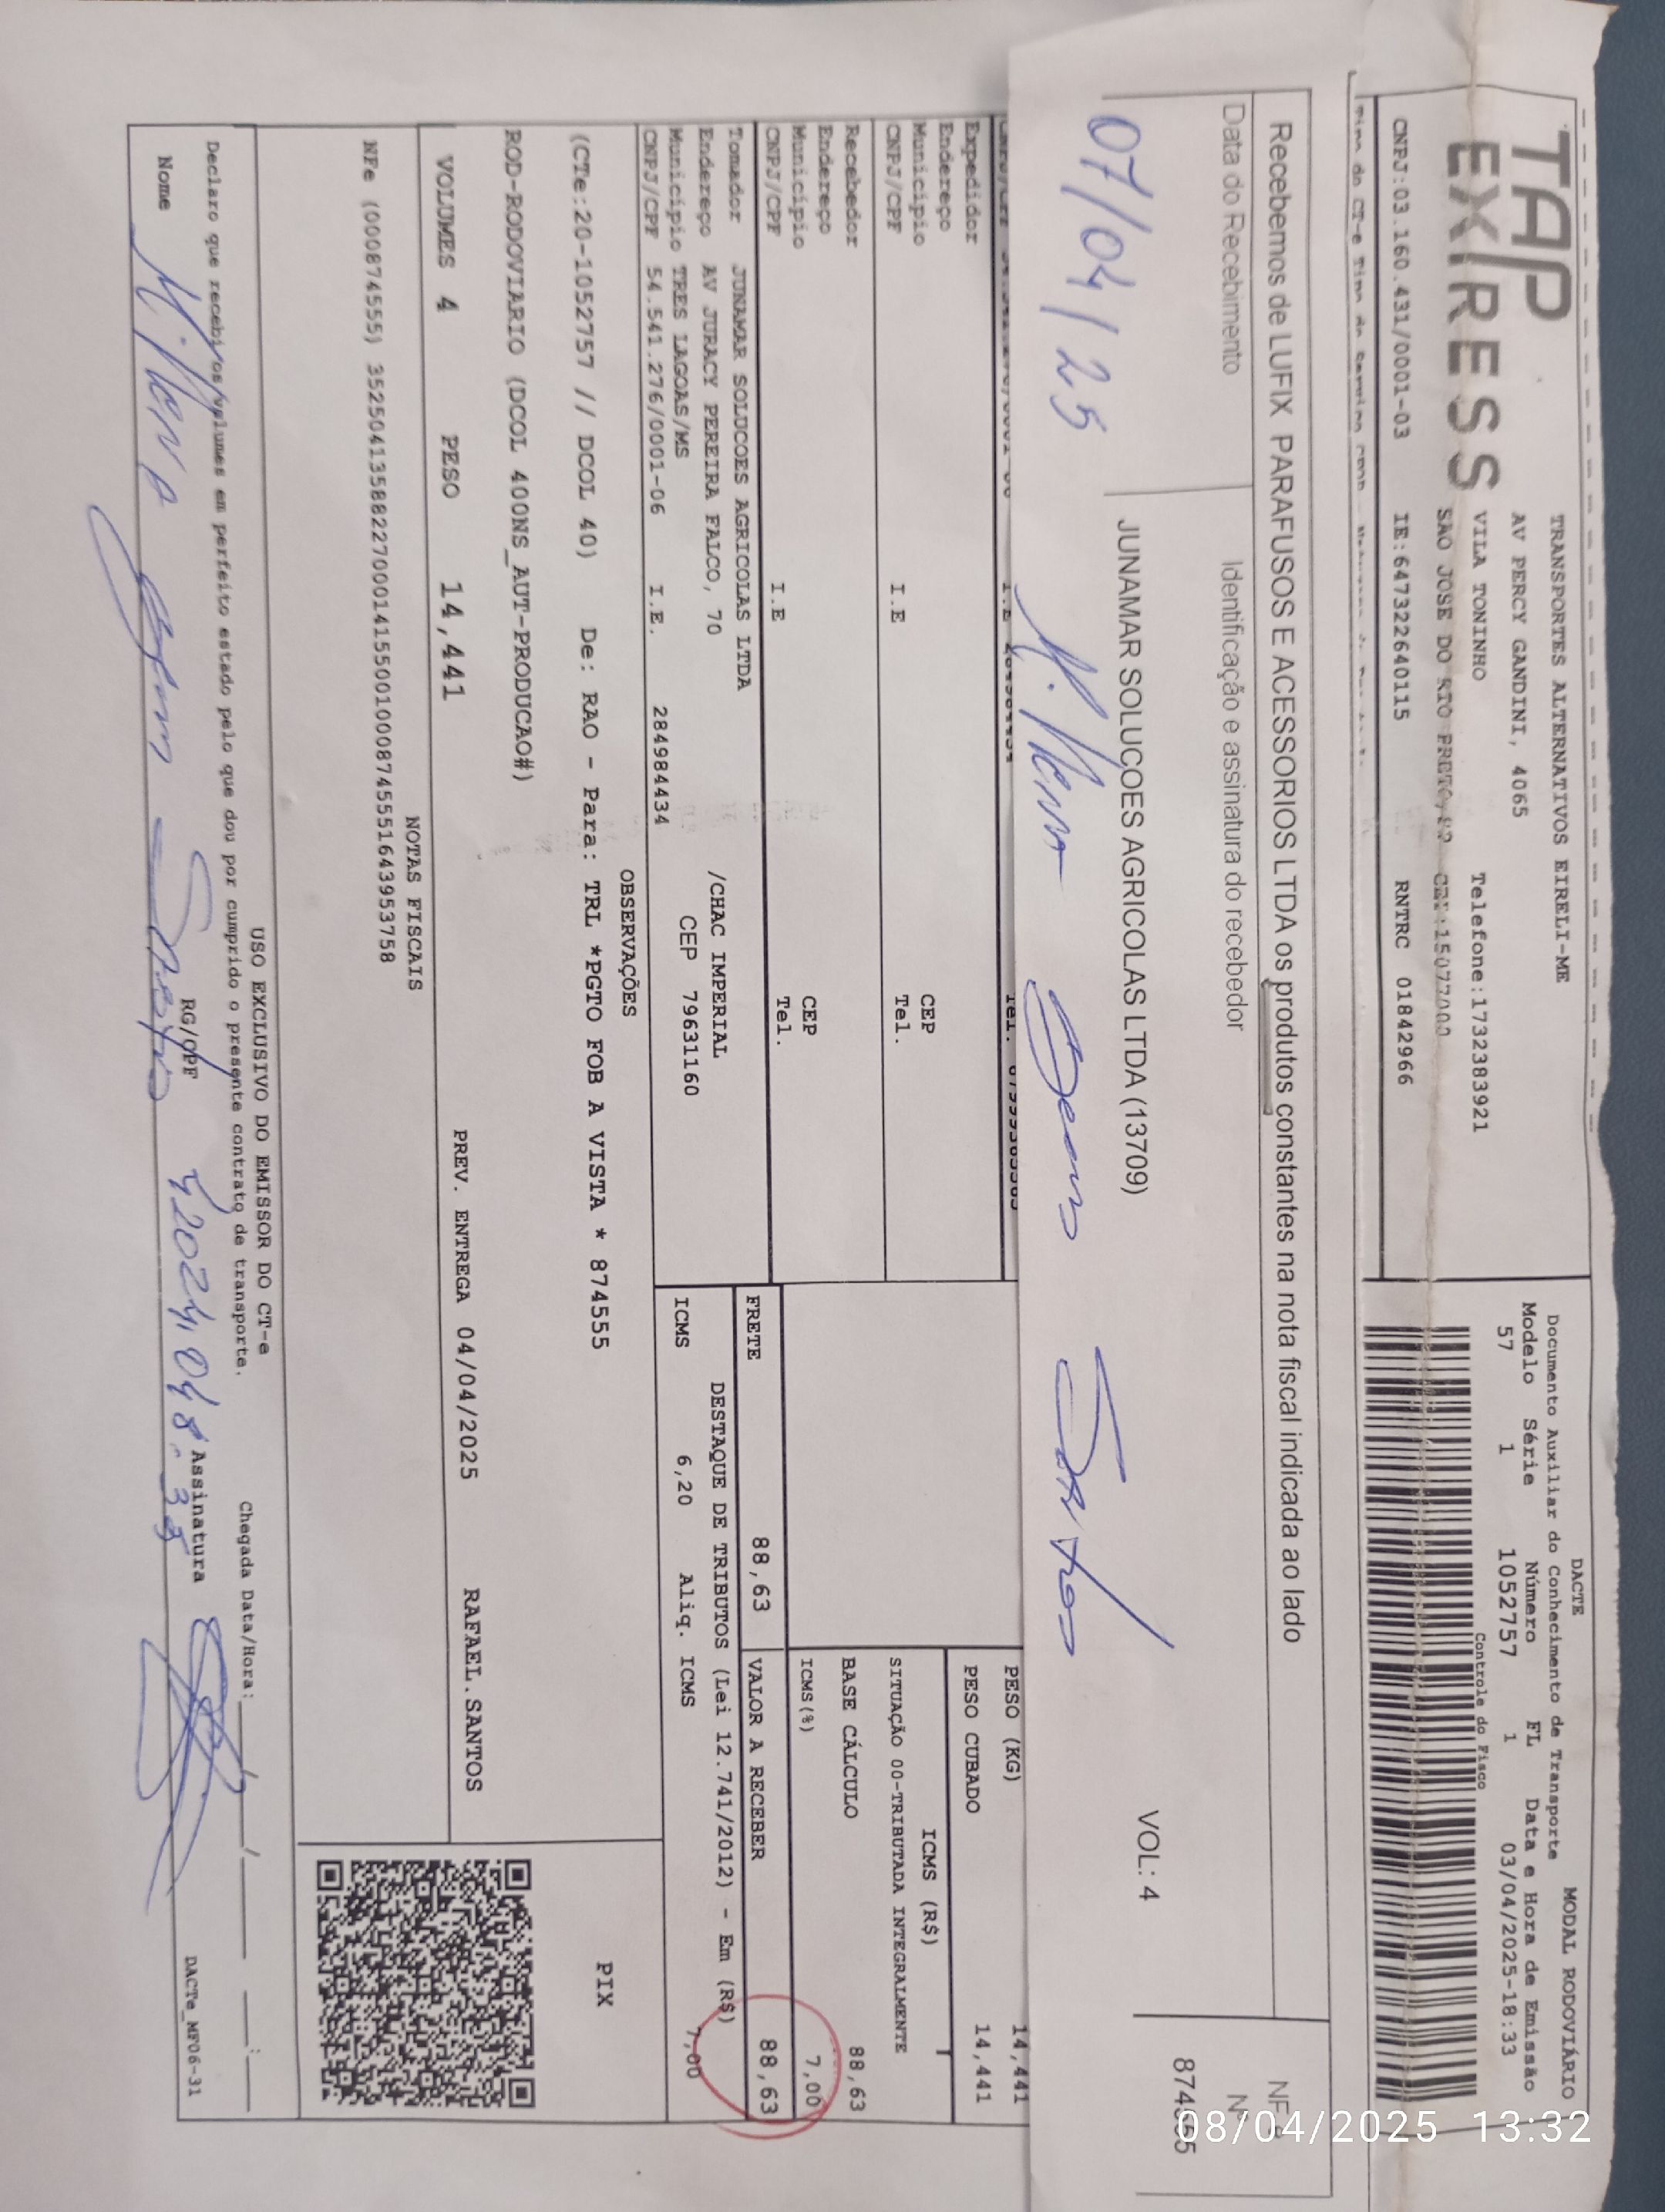 TAP
EXPRESS
TRANSPORTES ALTERNATIVOS EIRELI-ME
AV PERCY GANDINI, 4065
VILA TONINHO Telefone:1732383921
SAO JOSE DO RIO PRETO/SP CEP:15077000
CNPJ:03.160.431/0001-03 IE:647322640115 RNTRC 01842966
DACTE MODAL RODOVIÁRIO
Documento Auxiliar do Conhecimento de Transporte
Modelo Série Número FL Data e Hora de Emissão
57 1 1052757 1 03/04/2025-18:33
Controle do Fisco
Recebemos de LUFIX PARAFUSOS E ACESSORIOS LTDA os produtos constantes na nota fiscal indicada ao lado
NF
Data do Recebimento Identificação e assinatura do recebedor
874555
JUNAMAR SOLUCOES AGRICOLAS LTDA (13709) VOL: 4
07/04/25 Santos
PESO (KG) 14,441
Expedidor
PESO CUBADO 14,441
Endereço
Município CEP
ICMS (R$)
CNPJ/CPF I.E Tel.
SITUAÇÃO 00-TRIBUTADA INTEGRALMENTE
Recebedor
BASE CÁLCULO 88,63
Endereço
Município CEP
ICMS(%) 7,00
CNPJ/CPF I.E Tel.
FRETE 88,63 VALOR A RECEBER 88,63
Tomador JUNAMAR SOLUCOES AGRICOLAS LTDA
Endereço AV JURACY PEREIRA FALCO, 70 /CHAC IMPERIAL
DESTAQUE DE TRIBUTOS (Lei 12.741/2012) - Em (R$)
Município TRES LAGOAS/MS CEP 79631160
ICMS 6,20 Aliq. ICMS 7,00
CNPJ/CPF 54.541.276/0001-06 I.E. 284984434
OBSERVAÇÕES
PIX
(CTe:20-1052757 // DCOL 40) De: RAO - Para: TRL *PGTO FOB A VISTA * 874555
ROD-RODOVIARIO (DCOL 400NS_AUT-PRODUCAO#)
VOLUMES 4 PESO 14,441 PREV. ENTREGA 04/04/2025 RAFAEL.SANTOS
NOTAS FISCAIS
NFe (000874555) 35250413588227000141550010008745551643953758
USO EXCLUSIVO DO EMISSOR DO CT-e
Declaro que recebi os volumes em perfeito estado pelo que dou por cumprido o presente contrato de transporte.
Chegada Data/Hora:___/___/___ ___:___
Nome RG/CPF Assinatura
DACTe_MF06-31
08/04/2025 13:32